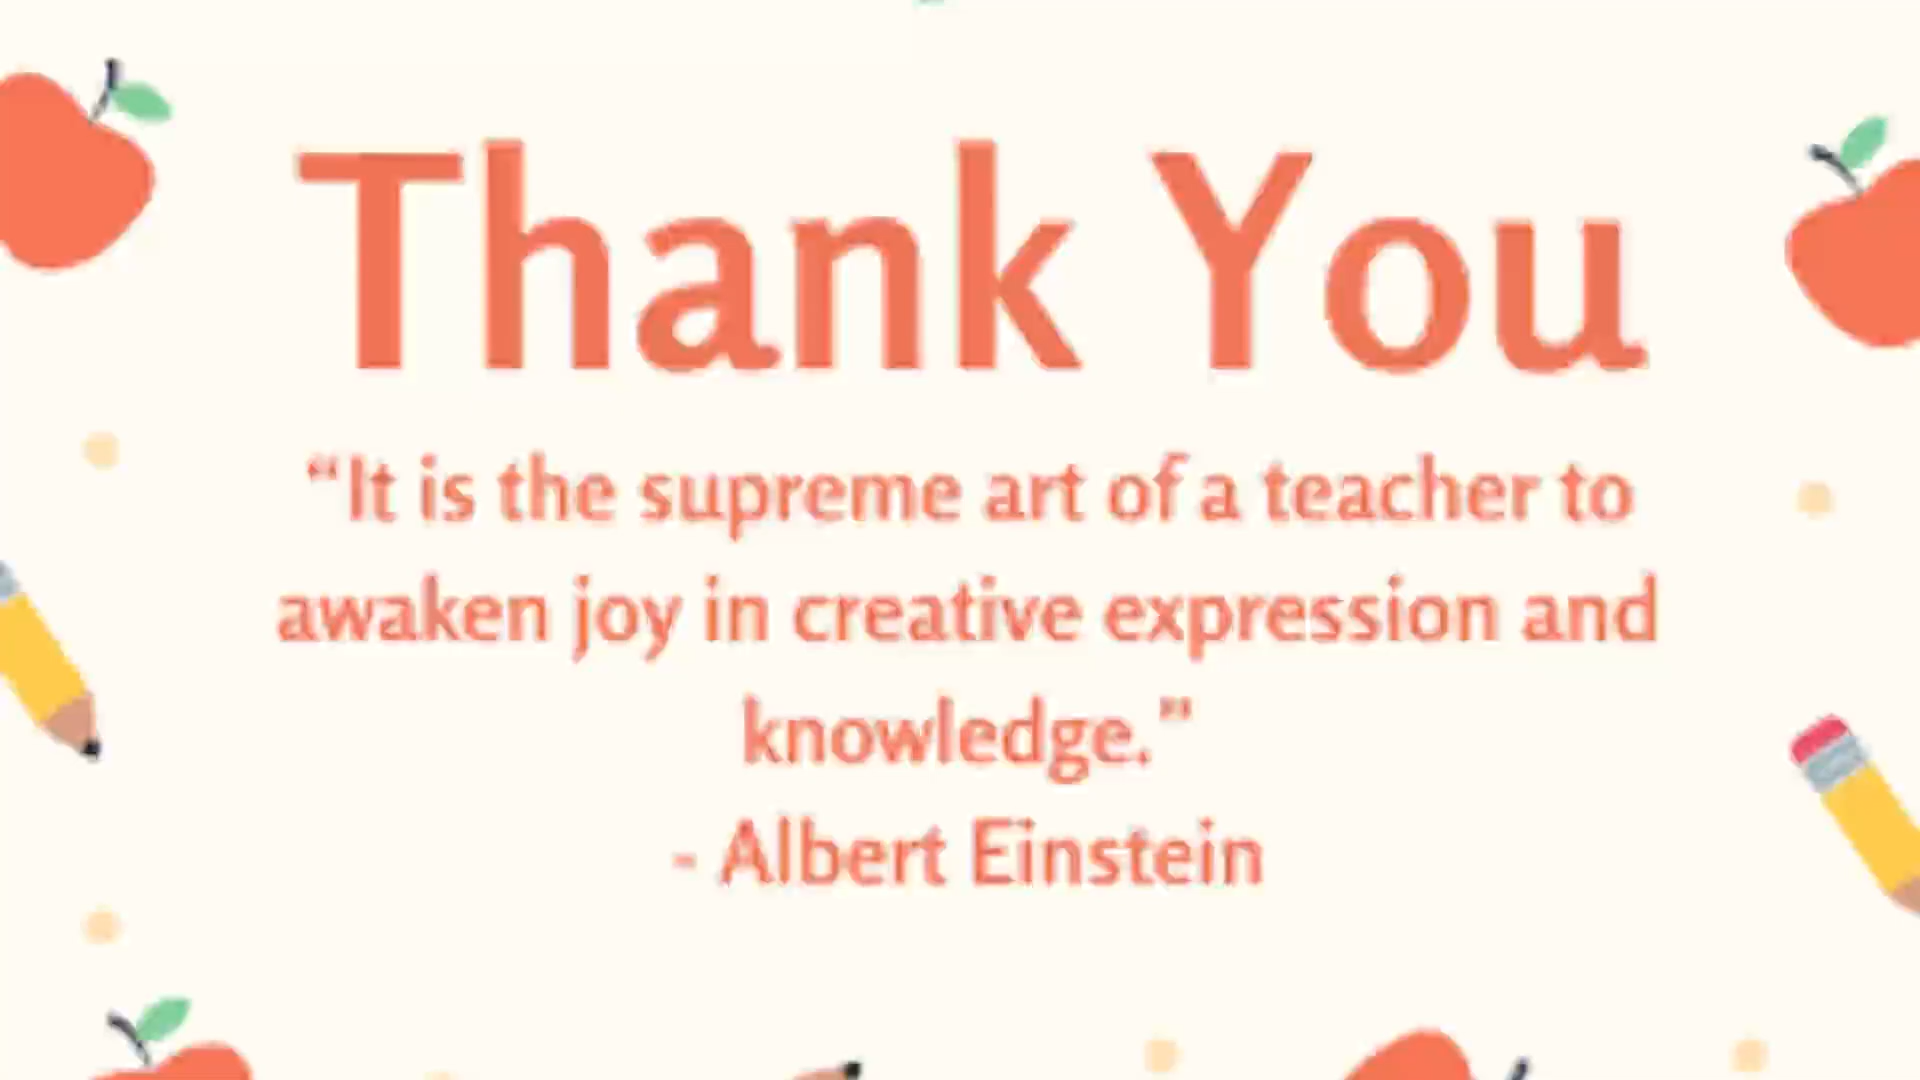 Thank You
“It is the supreme art of a teacher to
awaken joy in creative expression and
knowledge.”
- Albert Einstein